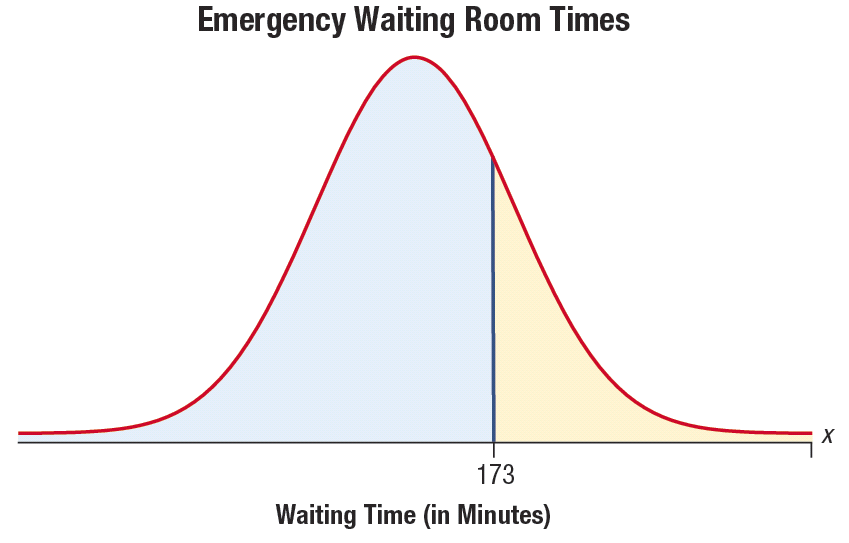 Emergency Waiting Room Times
x
173
Waiting Time (in Minutes)